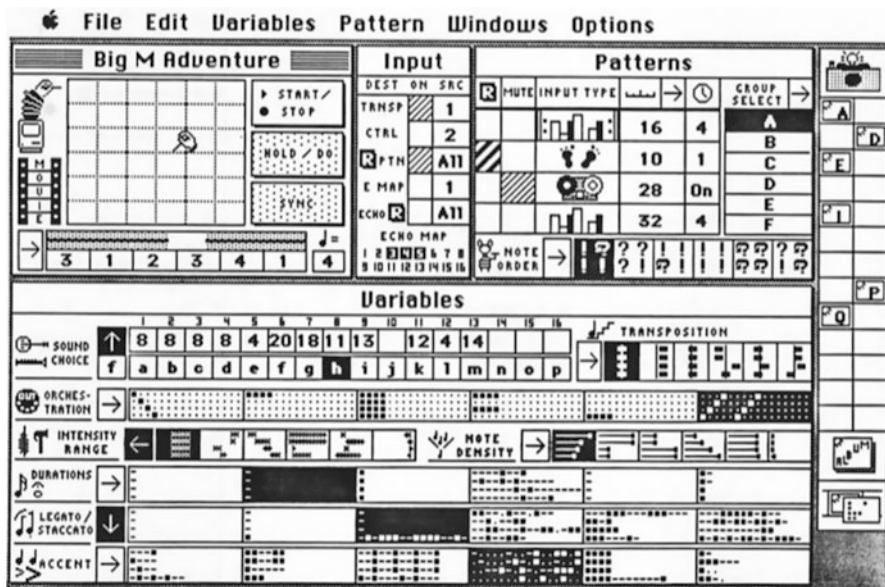 File Edit Variables Pattern Windows Options
Big M Adventure
START/
STOP
HOLD / DO
SYNC
MOVIE
3 1 2 3 4 1 4
Input
DEST ON SRC
TRNSP 1
CTRL 2
R PTN All
E MAP 1
ECHO R All
ECHO MAP
1 2 3 4 5 6 7 8
9 10 11 12 13 14 15 16
Patterns
R MUTE INPUT TYPE GROUP SELECT
16 4
10 1
28 On
32 4
A
B
C
D
E
F
NOTE
ORDER
A
D
E
I
P
Q
ALBUM
Variables
1 2 3 4 5 6 7 8 9 10 11 12 13 14 15 16
SOUND
CHOICE
8 8 8 8 4 20 18 11 13 12 4 14
f a b c d e f g h i j k l m n o p
TRANSPOSITION
OUT ORCHES-
TRATION
INTENSITY
RANGE
NOTE
DENSITY
DURATIONS
LEGATO/
STACCATO
ACCENT